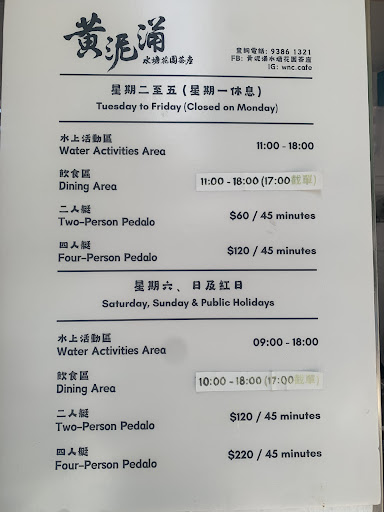 黃泥涌
水塘花園茶座
查詢電話: 9386 1321
FB: 黃泥涌水塘花園茶座
IG: wnc.cafe
星期二至五 (星期一休息)
Tuesday to Friday (Closed on Monday)
水上活動區
Water Activities Area
11:00 - 18:00
飲食區
Dining Area
11:00 - 18:00 (17:00截單)
二人艇
Two-Person Pedalo
$60 / 45 minutes
四人艇
Four-Person Pedalo
$120 / 45 minutes
星期六、日及紅日
Saturday, Sunday & Public Holidays
水上活動區
Water Activities Area
09:00 - 18:00
飲食區
Dining Area
10:00 - 18:00 (17:00截單)
二人艇
Two-Person Pedalo
$120 / 45 minutes
四人艇
Four-Person Pedalo
$220 / 45 minutes